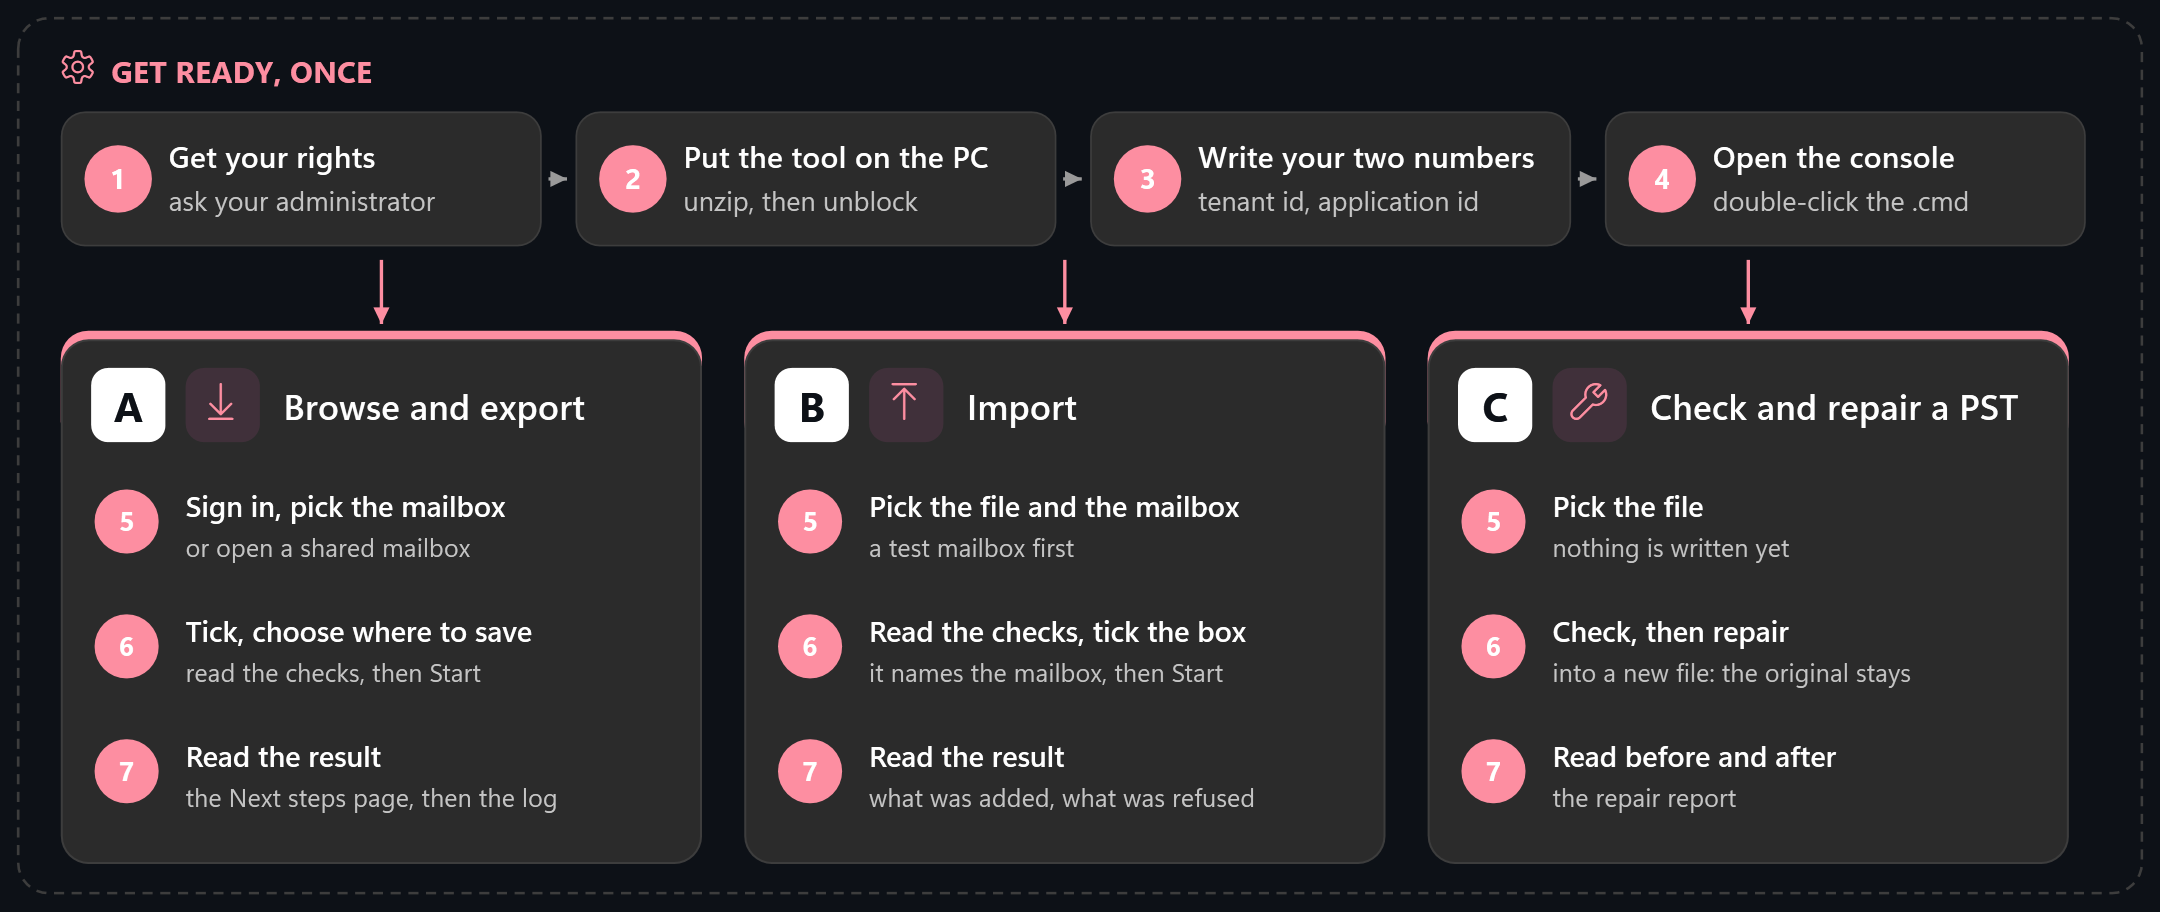 GET READY, ONCE
1
Get your rights
ask your administrator
2
Put the tool on the PC
unzip, then unblock
3
Write your two numbers
tenant id, application id
4
Open the console
double-click the .cmd
A
Browse and export
5
Sign in, pick the mailbox
or open a shared mailbox
6
Tick, choose where to save
read the checks, then Start
7
Read the result
the Next steps page, then the log
B
Import
5
Pick the file and the mailbox
a test mailbox first
6
Read the checks, tick the box
it names the mailbox, then Start
7
Read the result
what was added, what was refused
C
Check and repair a PST
5
Pick the file
nothing is written yet
6
Check, then repair
into a new file: the original stays
7
Read before and after
the repair report